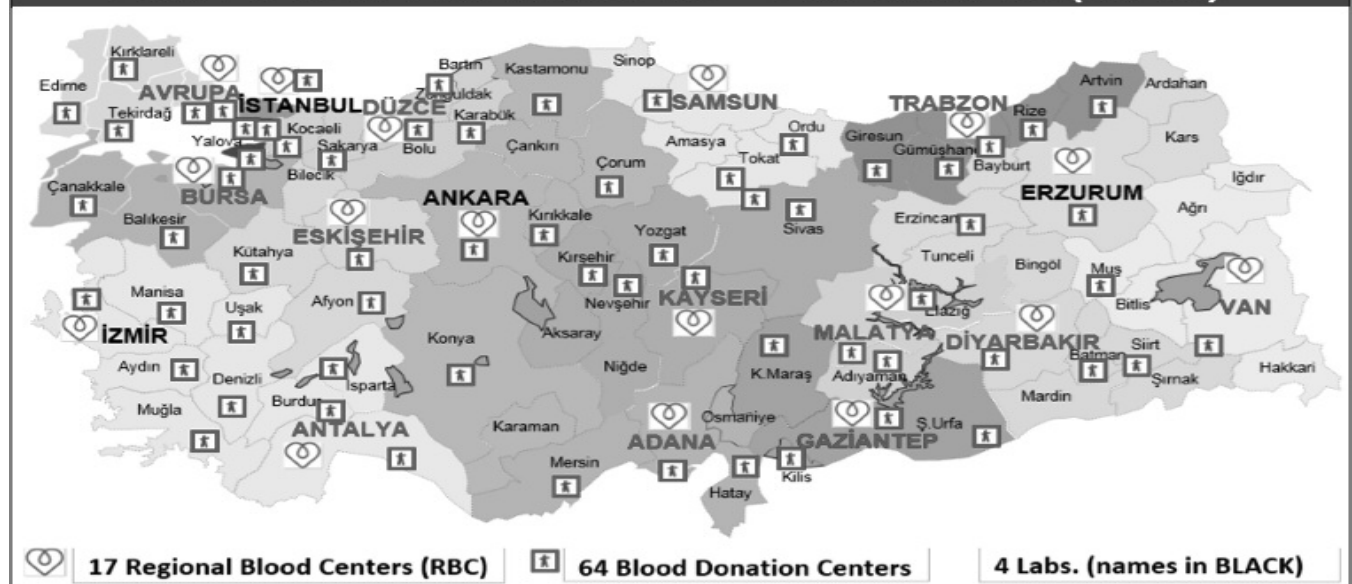 Kırklareli
Bartın
Kastamonu
Sinop
Artvin
Ardahan
Edirne
AVRUPA
İSTANBUL
DÜZCE
Zonguldak
SAMSUN
TRABZON
Rize
Tekirdağ
Kocaeli
Karabük
Ordu
Giresun
Kars
Yalova
Sakarya
Bolu
Çankırı
Amasya
Tokat
Gümüşhane
Bayburt
Çanakkale
BURSA
Bilecik
ANKARA
Çorum
ERZURUM
Iğdır
Balıkesir
ESKİŞEHİR
Kırıkkale
Yozgat
Sivas
Erzincan
Ağrı
Kütahya
Kırşehir
Tunceli
Bingöl
Muş
Manisa
Uşak
Afyon
Nevşehir
KAYSERİ
Elazığ
Bitlis
VAN
İZMİR
Konya
Aksaray
MALATYA
DİYARBAKIR
Siirt
Aydın
Denizli
Isparta
Niğde
K.Maraş
Adıyaman
Batman
Şırnak
Hakkari
Muğla
Burdur
Osmaniye
Mardin
ANTALYA
Karaman
ADANA
GAZİANTEP
Ş.Urfa
Mersin
Hatay
Kilis
17 Regional Blood Centers (RBC)
64 Blood Donation Centers
4 Labs. (names in BLACK)